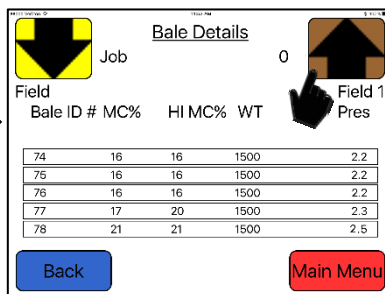 Bale Details
Job 0
Field Field 1
Bale ID # MC% HI MC% WT Pres
74 16 16 1500 2.2
75 16 16 1500 2.2
76 16 16 1500 2.2
77 17 20 1500 2.3
78 21 21 1500 2.5
Back Main Menu